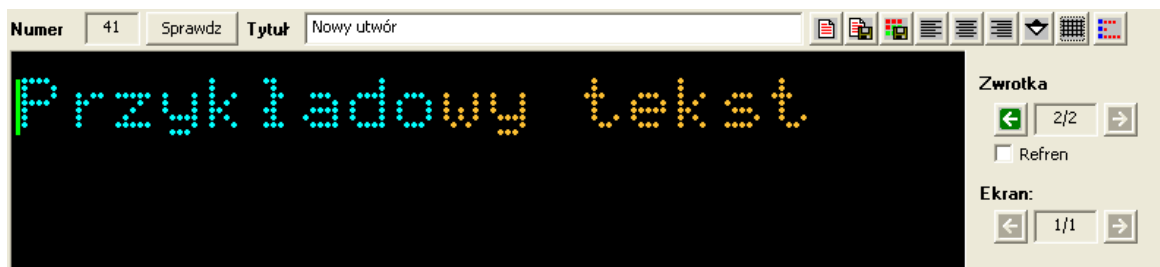 Numer 41 Sprawdz Tytuł Nowy utwór
Przykładowy tekst
Zwrotka
2/2
Refren
Ekran:
1/1